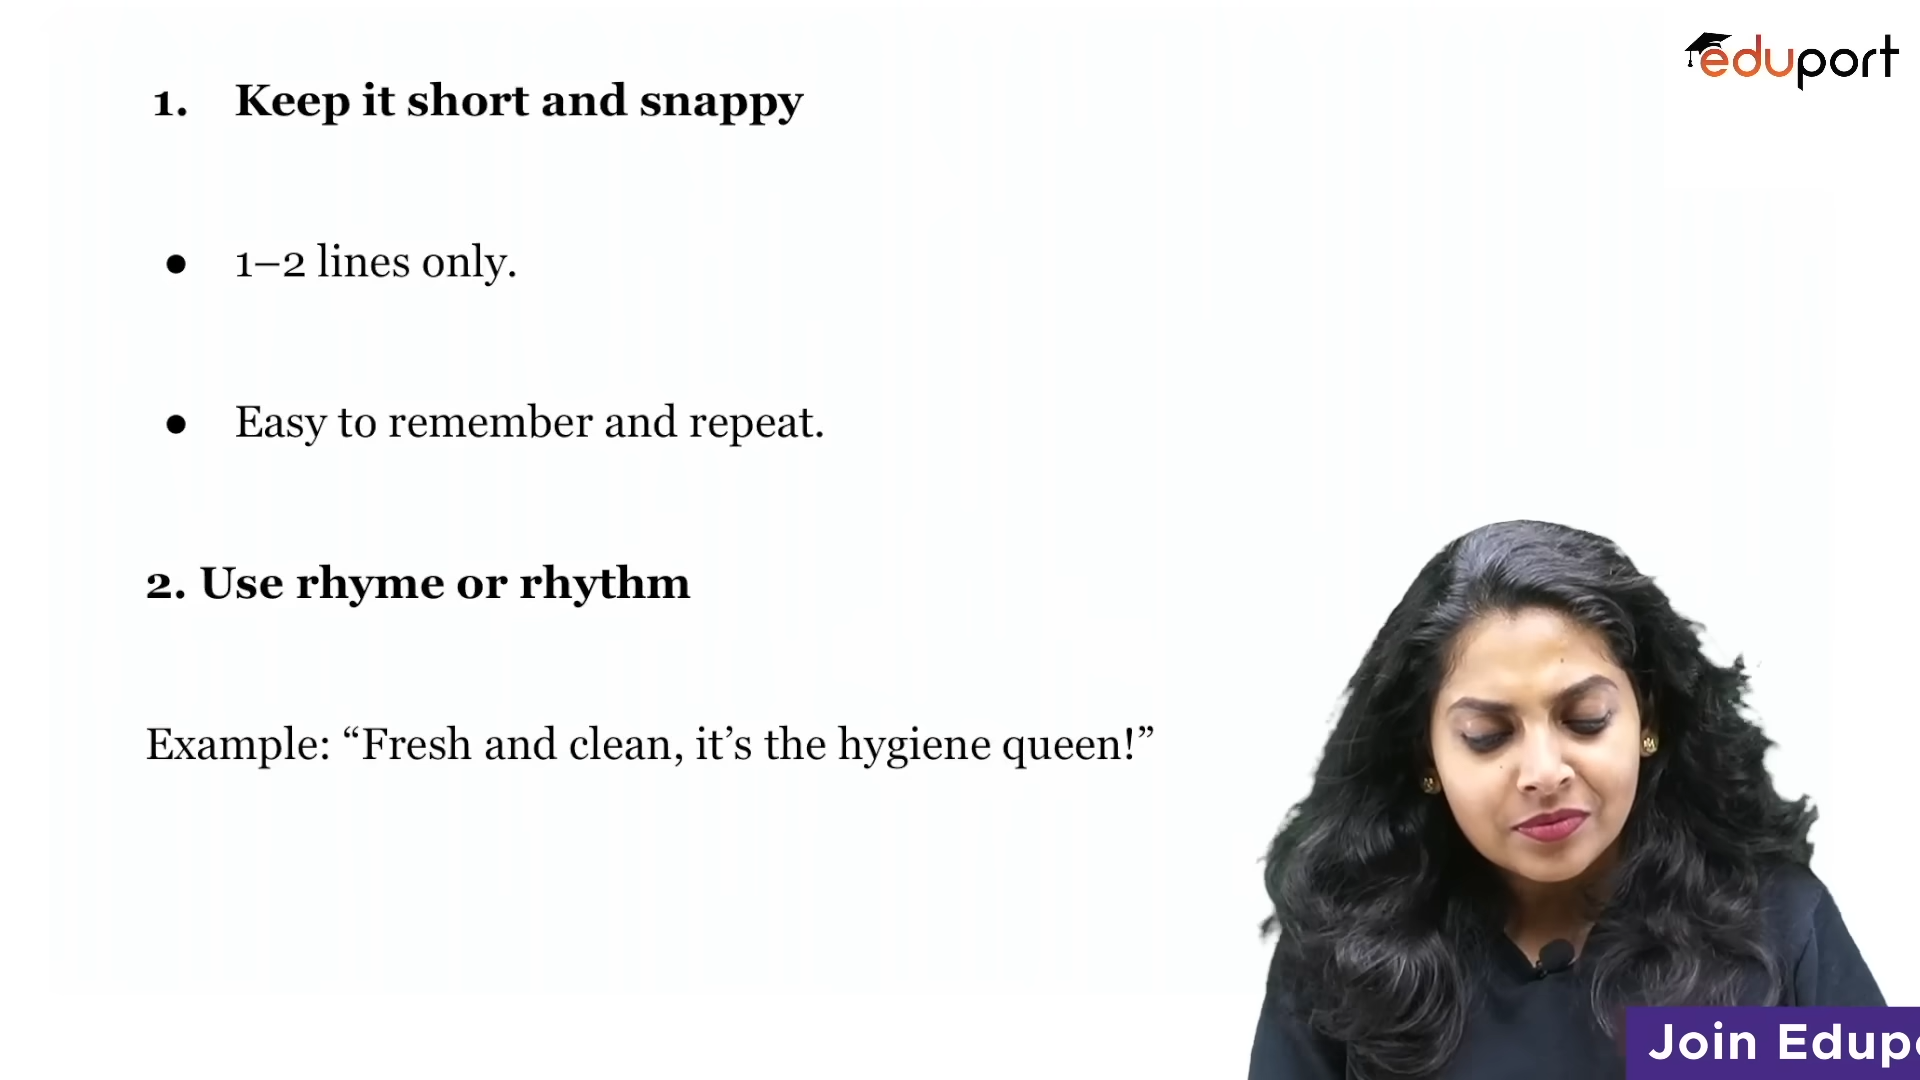 eduport
1. Keep it short and snappy
● 1–2 lines only.
● Easy to remember and repeat.
2. Use rhyme or rhythm
Example: “Fresh and clean, it’s the hygiene queen!”
Join Edup